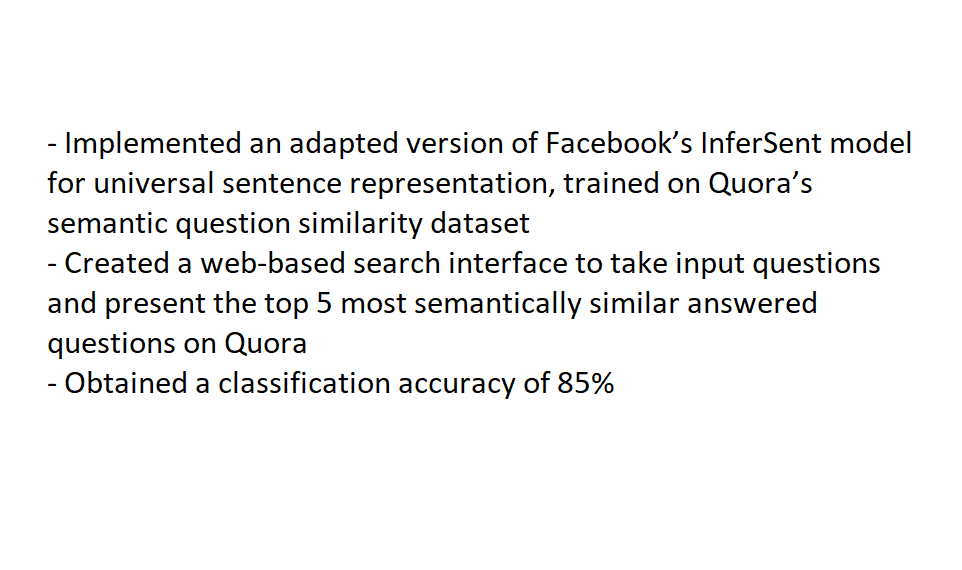 - Implemented an adapted version of Facebook’s InferSent model
for universal sentence representation, trained on Quora’s
semantic question similarity dataset
- Created a web-based search interface to take input questions
and present the top 5 most semantically similar answered
questions on Quora
- Obtained a classification accuracy of 85%